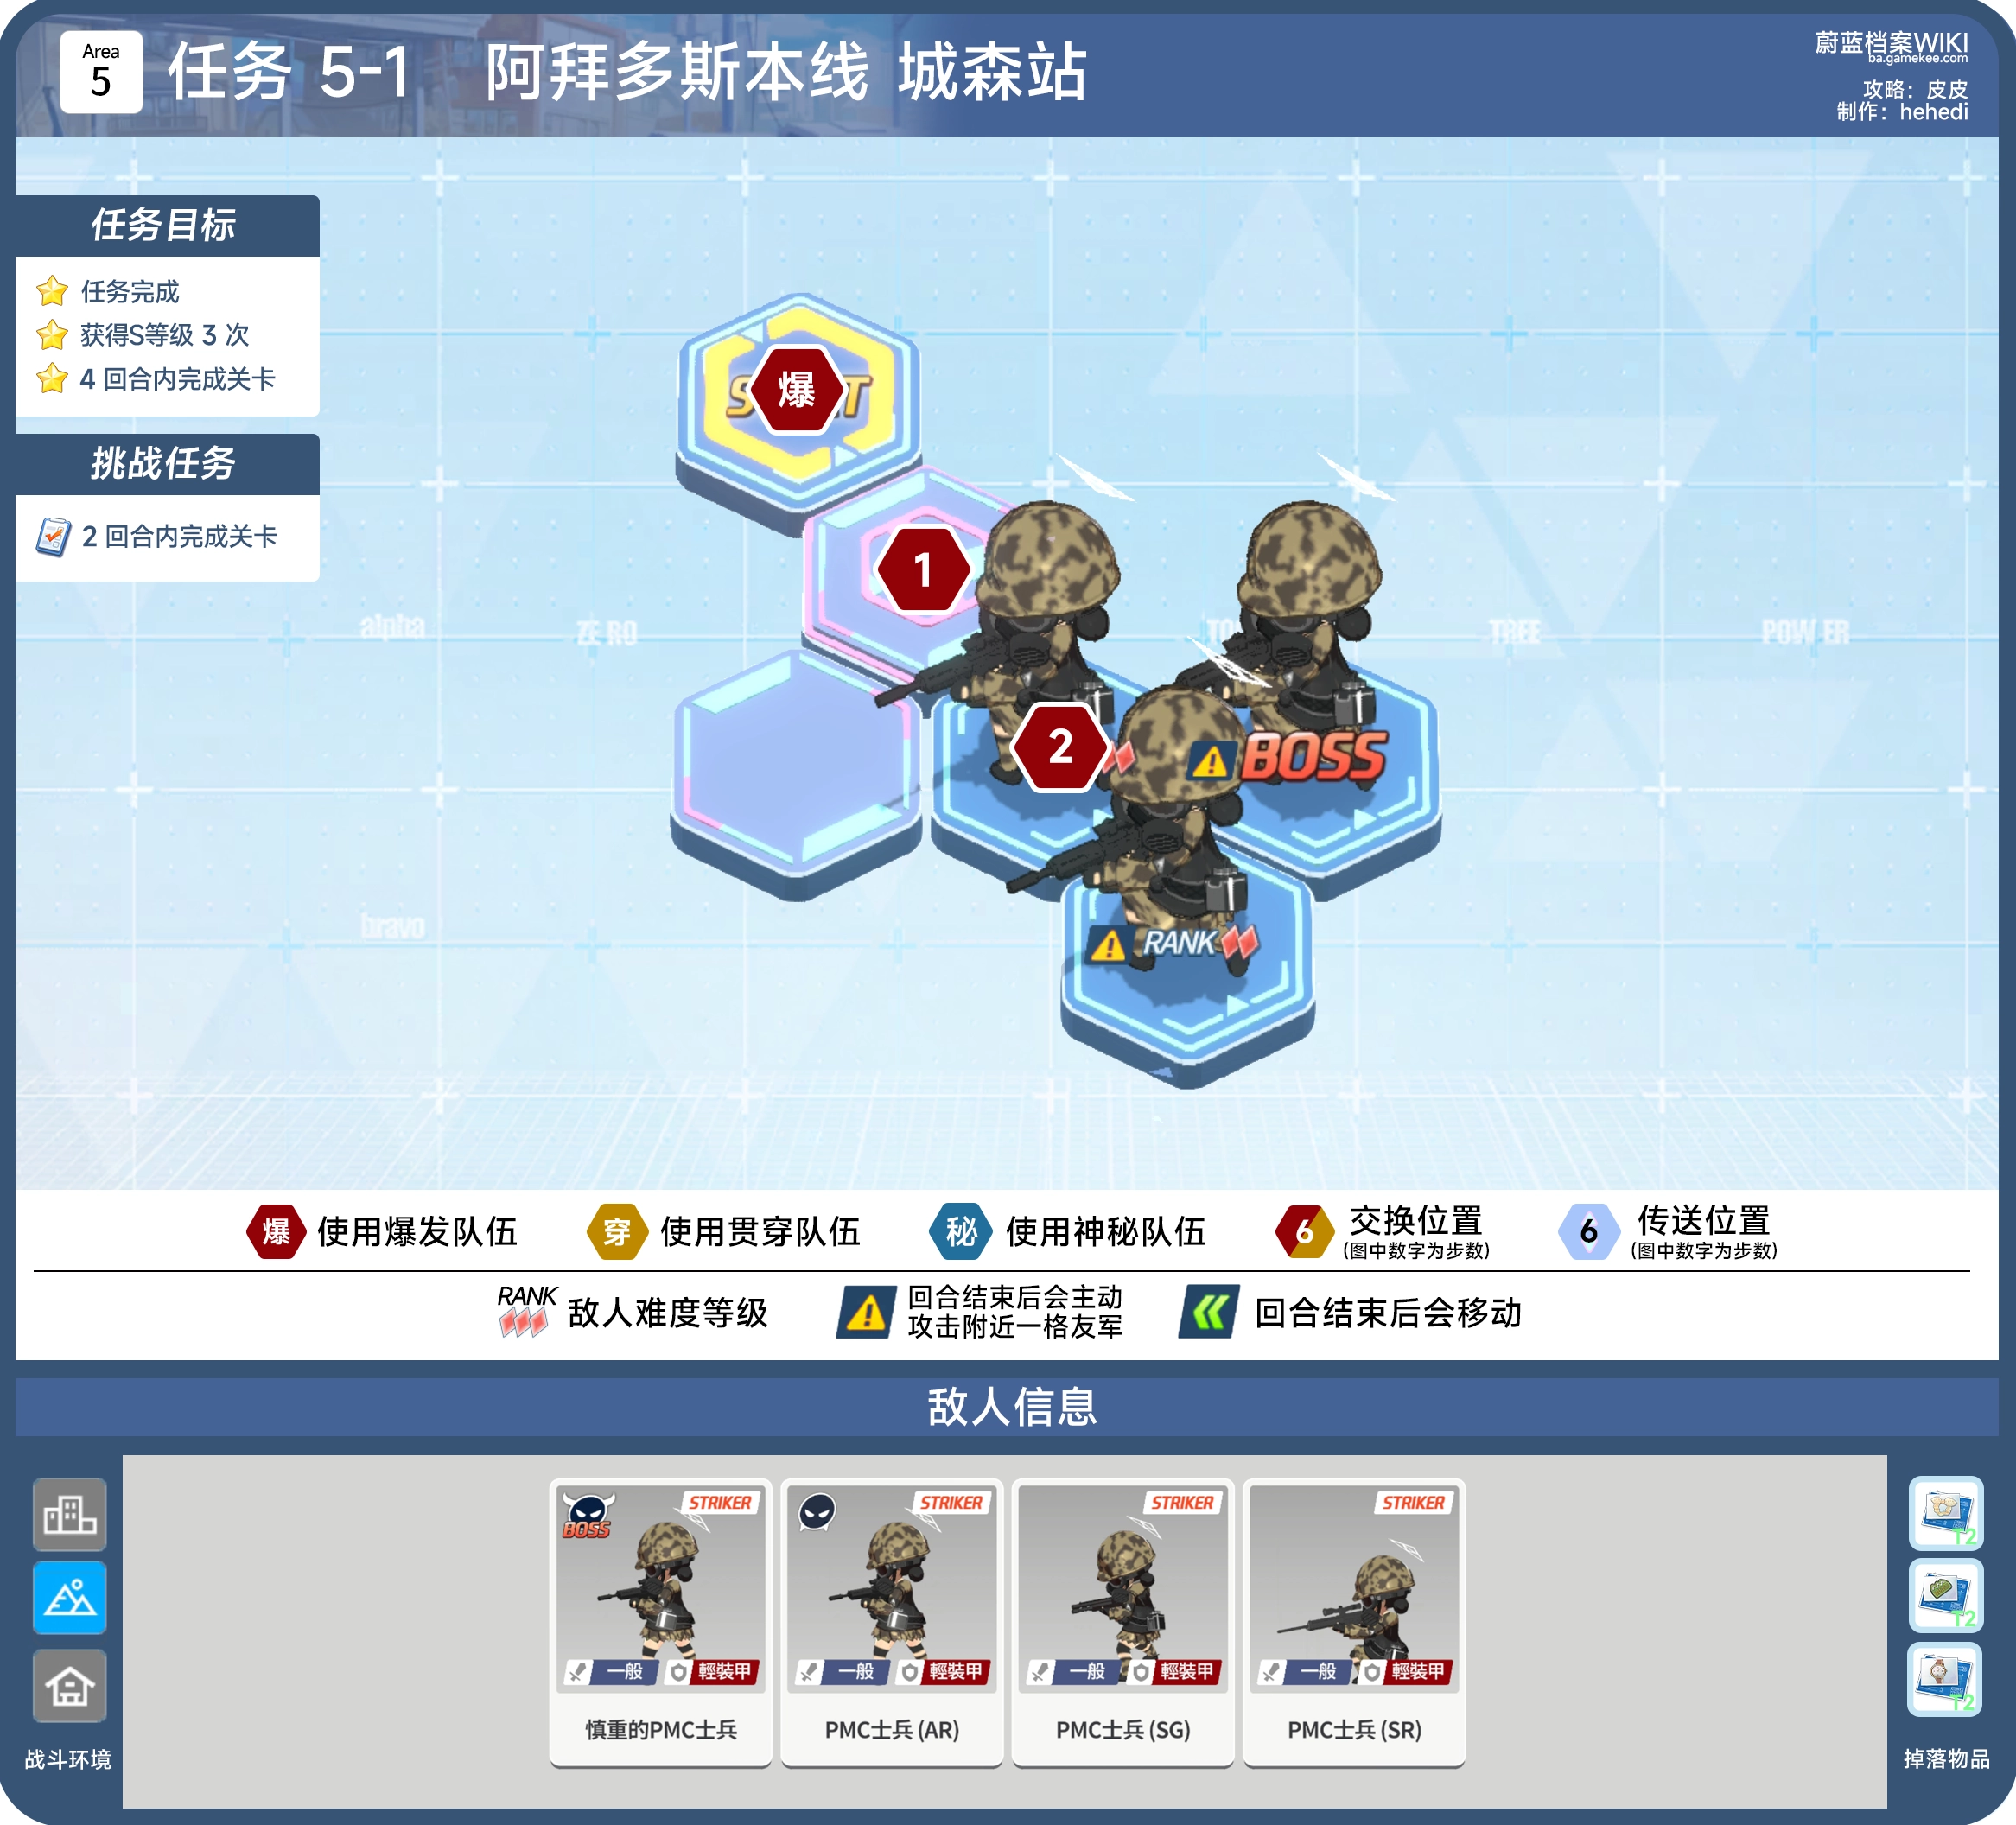 Area
5
任务 5-1 阿拜多斯本线 城森站
蔚蓝档案WIKI
ba.gamekee.com
攻略：皮皮
制作：hehedi
任务目标
任务完成
获得S等级 3 次
4 回合内完成关卡
挑战任务
2 回合内完成关卡
爆
1
alpha
ZE RO
TREE
POW ER
2
BOSS
bravo
RANK
爆 使用爆发队伍
穿 使用贯穿队伍
秘 使用神秘队伍
6 交换位置
(图中数字为步数)
6 传送位置
(图中数字为步数)
RANK 敌人难度等级
回合结束后会主动
攻击附近一格友军
回合结束后会移动
敌人信息
BOSS STRIKER
一般 輕裝甲
慎重的PMC士兵
STRIKER
一般 輕裝甲
PMC士兵 (AR)
STRIKER
一般 輕裝甲
PMC士兵 (SG)
STRIKER
一般 輕裝甲
PMC士兵 (SR)
战斗环境
T2
T2
T2
掉落物品